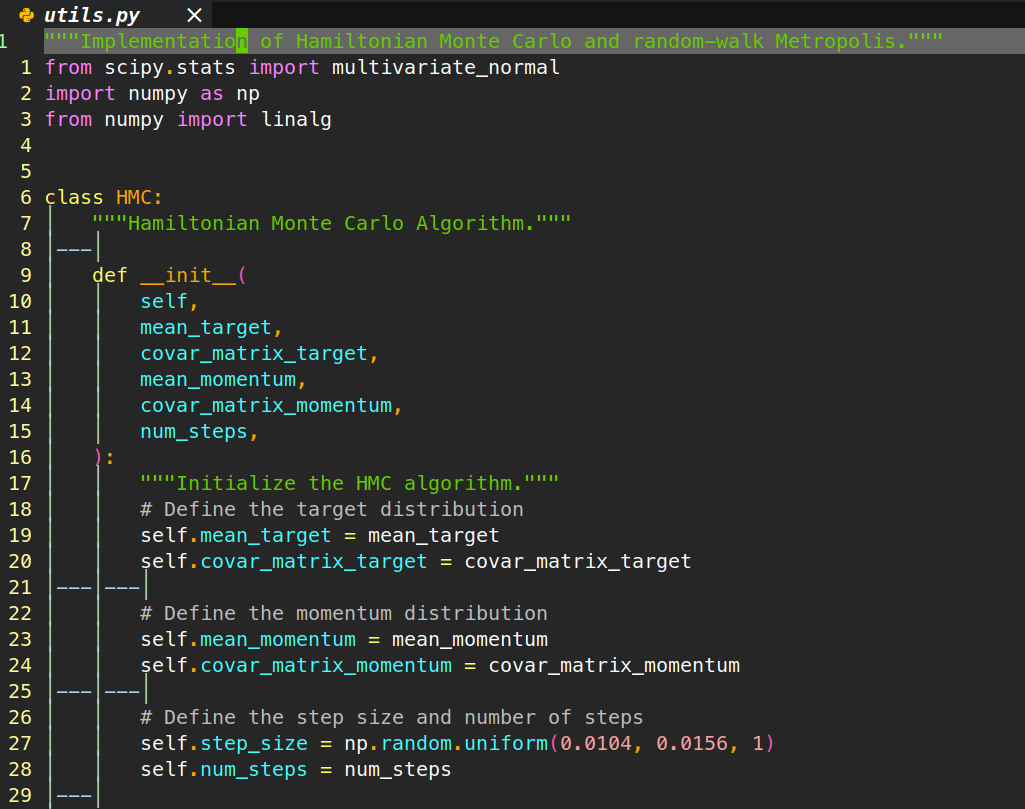 utils.py ×
1 """Implementation of Hamiltonian Monte Carlo and random-walk Metropolis."""
1 from scipy.stats import multivariate_normal
2 import numpy as np
3 from numpy import linalg
4
5
6 class HMC:
7     """Hamiltonian Monte Carlo Algorithm."""
8
9     def __init__(
10         self,
11         mean_target,
12         covar_matrix_target,
13         mean_momentum,
14         covar_matrix_momentum,
15         num_steps,
16     ):
17         """Initialize the HMC algorithm."""
18         # Define the target distribution
19         self.mean_target = mean_target
20         self.covar_matrix_target = covar_matrix_target
21
22         # Define the momentum distribution
23         self.mean_momentum = mean_momentum
24         self.covar_matrix_momentum = covar_matrix_momentum
25
26         # Define the step size and number of steps
27         self.step_size = np.random.uniform(0.0104, 0.0156, 1)
28         self.num_steps = num_steps
29